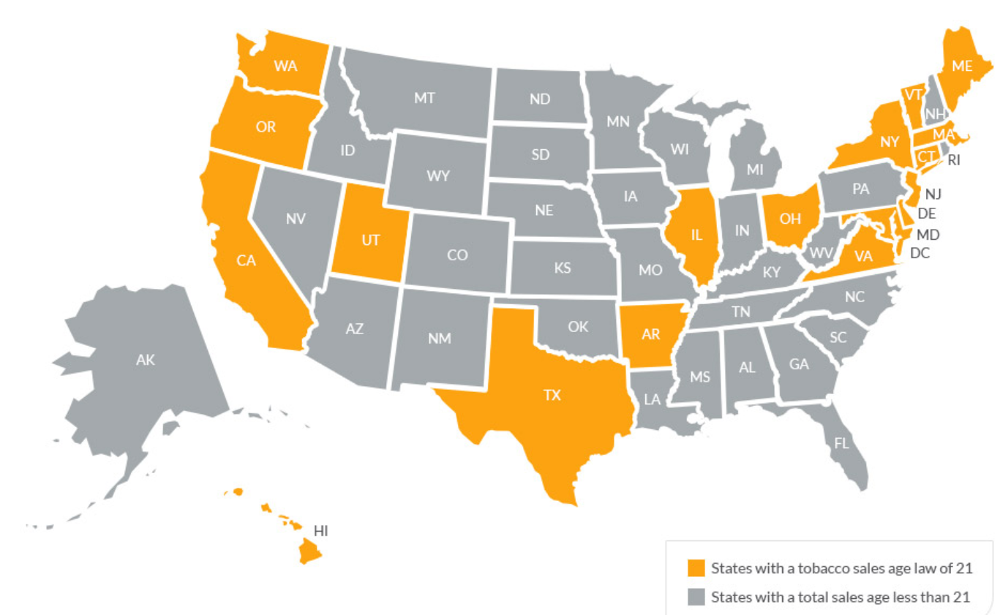 WA
ME
MT
ND
VT
OR
MN
NH
ID
SD
WI
NY
MA
WY
MI
CT
RI
NV
NE
IA
PA
NJ
UT
IL
IN
OH
DE
CA
CO
MD
KS
MO
WV
VA
DC
KY
AZ
NM
OK
AR
TN
NC
SC
AK
TX
LA
MS
AL
GA
FL
HI
States with a tobacco sales age law of 21
States with a total sales age less than 21